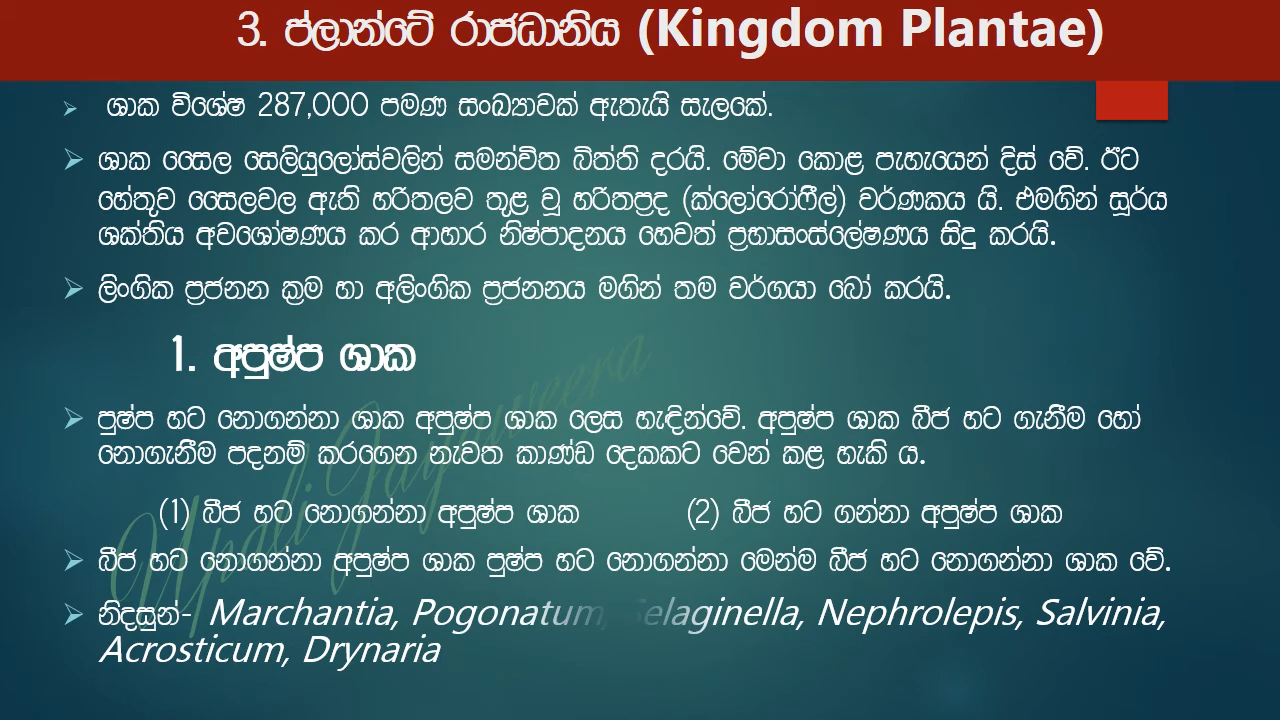 3. ප්ලාන්ටේ රාජධානිය (Kingdom Plantae)
ශාක විශේෂ 287,000 පමණ සංඛ්‍යාවක් ඇතැයි සැලකේ.
ශාක සෛල සෙලියුලෝස්වලින් සමන්විත බිත්ති දරයි. මේවා කොළ පැහැයෙන් දිස් වේ. ඊට
හේතුව සෛලවල ඇති හරිතලව තුළ වූ හරිතප්‍රද (ක්ලෝරෝෆීල්) වර්ණකය යි. එමගින් සූර්ය
ශක්තිය අවශෝෂණය කර ආහාර නිෂ්පාදනය හෙවත් ප්‍රභාසංස්ලේෂණය සිදු කරයි.
ලිංගික ප්‍රජනන ක්‍රම හා අලිංගික ප්‍රජනනය මගින් තම වර්ගයා බෝ කරයි.
1. අපුෂ්ප ශාක
පුෂ්ප හට නොගන්නා ශාක අපුෂ්ප ශාක ලෙස හැඳින්වේ. අපුෂ්ප ශාක බීජ හට ගැනීම හෝ
නොගැනීම පදනම් කරගෙන නැවත කාණ්ඩ දෙකකට වෙන් කළ හැකි ය.
(1) බීජ හට නොගන්නා අපුෂ්ප ශාක (2) බීජ හට ගන්නා අපුෂ්ප ශාක
බීජ හට නොගන්නා අපුෂ්ප ශාක පුෂ්ප හට නොගන්නා මෙන්ම බීජ හට නොගන්නා ශාක වේ.
නිදසුන්- Marchantia, Pogonatum, Selaginella, Nephrolepis, Salvinia,
Acrosticum, Drynaria
Upali Jayaweera